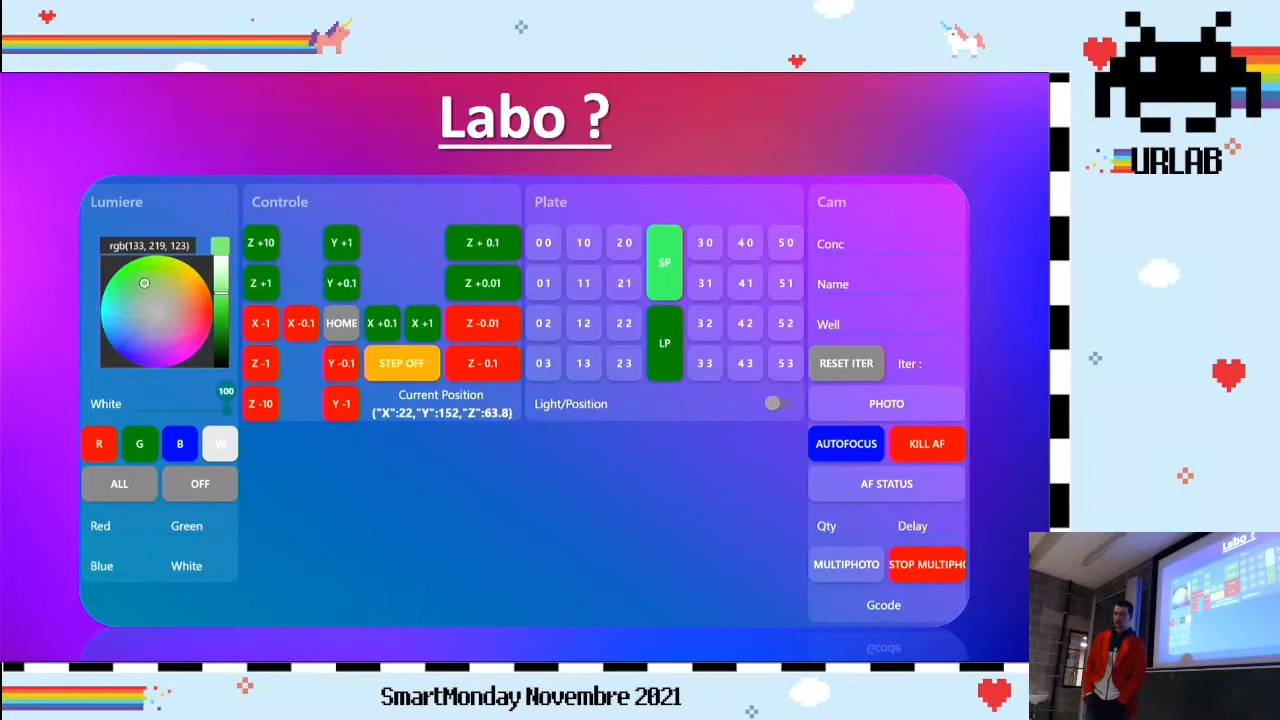 Labo ?
URLAB
Lumiere
Controle
Plate
Cam
rgb(133, 219, 123)
Z +10
Y +1
Z + 0.1
0 0
1 0
2 0
SP
3 0
4 0
5 0
Conc
Z +1
Y +0.1
Z +0.01
0 1
1 1
2 1
3 1
4 1
5 1
Name
X -1
X -0.1
HOME
X +0.1
X +1
Z -0.01
0 2
1 2
2 2
LP
3 2
4 2
5 2
Well
Z -1
Y -0.1
STEP OFF
Z - 0.1
0 3
1 3
2 3
3 3
4 3
5 3
RESET ITER
Iter :
100
White
Z -10
Y -1
Current Position
{"X":22,"Y":152,"Z":63.8}
Light/Position
PHOTO
R
G
B
W
AUTOFOCUS
KILL AF
ALL
OFF
AF STATUS
Red
Green
Qty
Delay
Blue
White
MULTIPHOTO
STOP MULTIPHO
Gcode
Labo ?
SmartMonday Novembre 2021